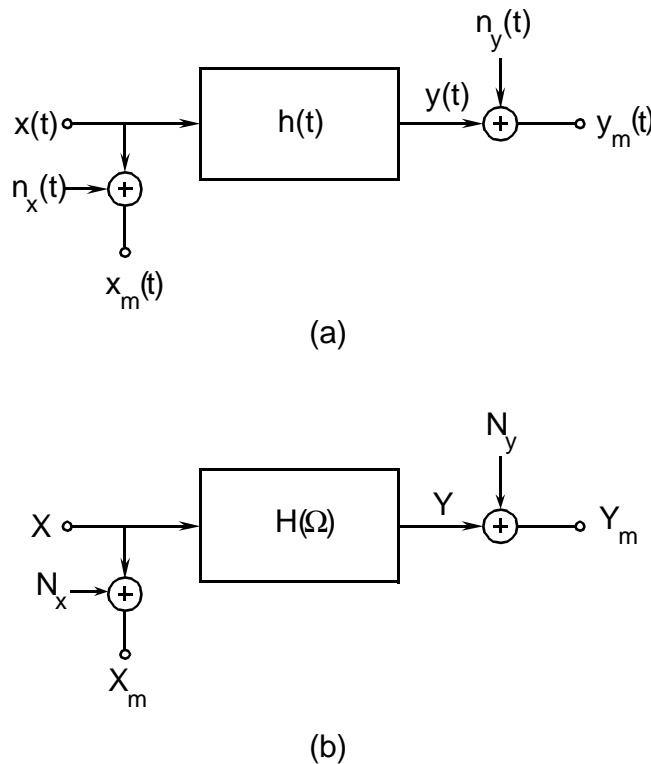 n_y(t)
x(t) h(t) y(t) + y_m(t)
n_x(t) +
x_m(t)
(a)
N_y
X H(Ω) Y + Y_m
N_x +
X_m
(b)